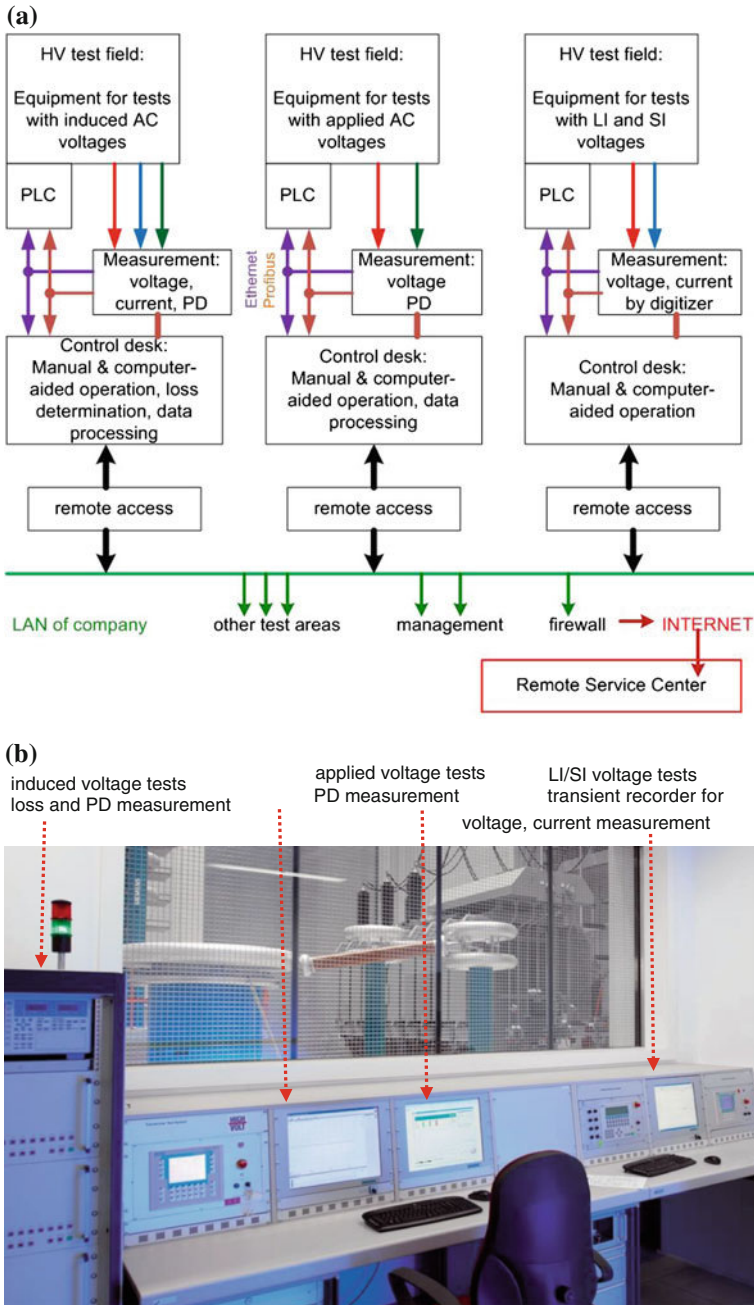 (a)
HV test field:
Equipment for tests
with induced AC
voltages
PLC
Measurement:
voltage,
current, PD
Control desk:
Manual & computer-
aided operation, loss
determination, data
processing
remote access
HV test field:
Equipment for tests
with applied AC
voltages
PLC
Ethernet
Profibus
Measurement:
voltage
PD
Control desk:
Manual & computer-
aided operation, data
processing
remote access
HV test field:
Equipment for tests
with LI and SI
voltages
PLC
Measurement:
voltage, current
by digitizer
Control desk:
Manual & computer-
aided operation
remote access
LAN of company
other test areas
management
firewall
INTERNET
Remote Service Center
(b)
induced voltage tests
loss and PD measurement
applied voltage tests
PD measurement
LI/SI voltage tests
transient recorder for
voltage, current measurement
HIGH
VOLT